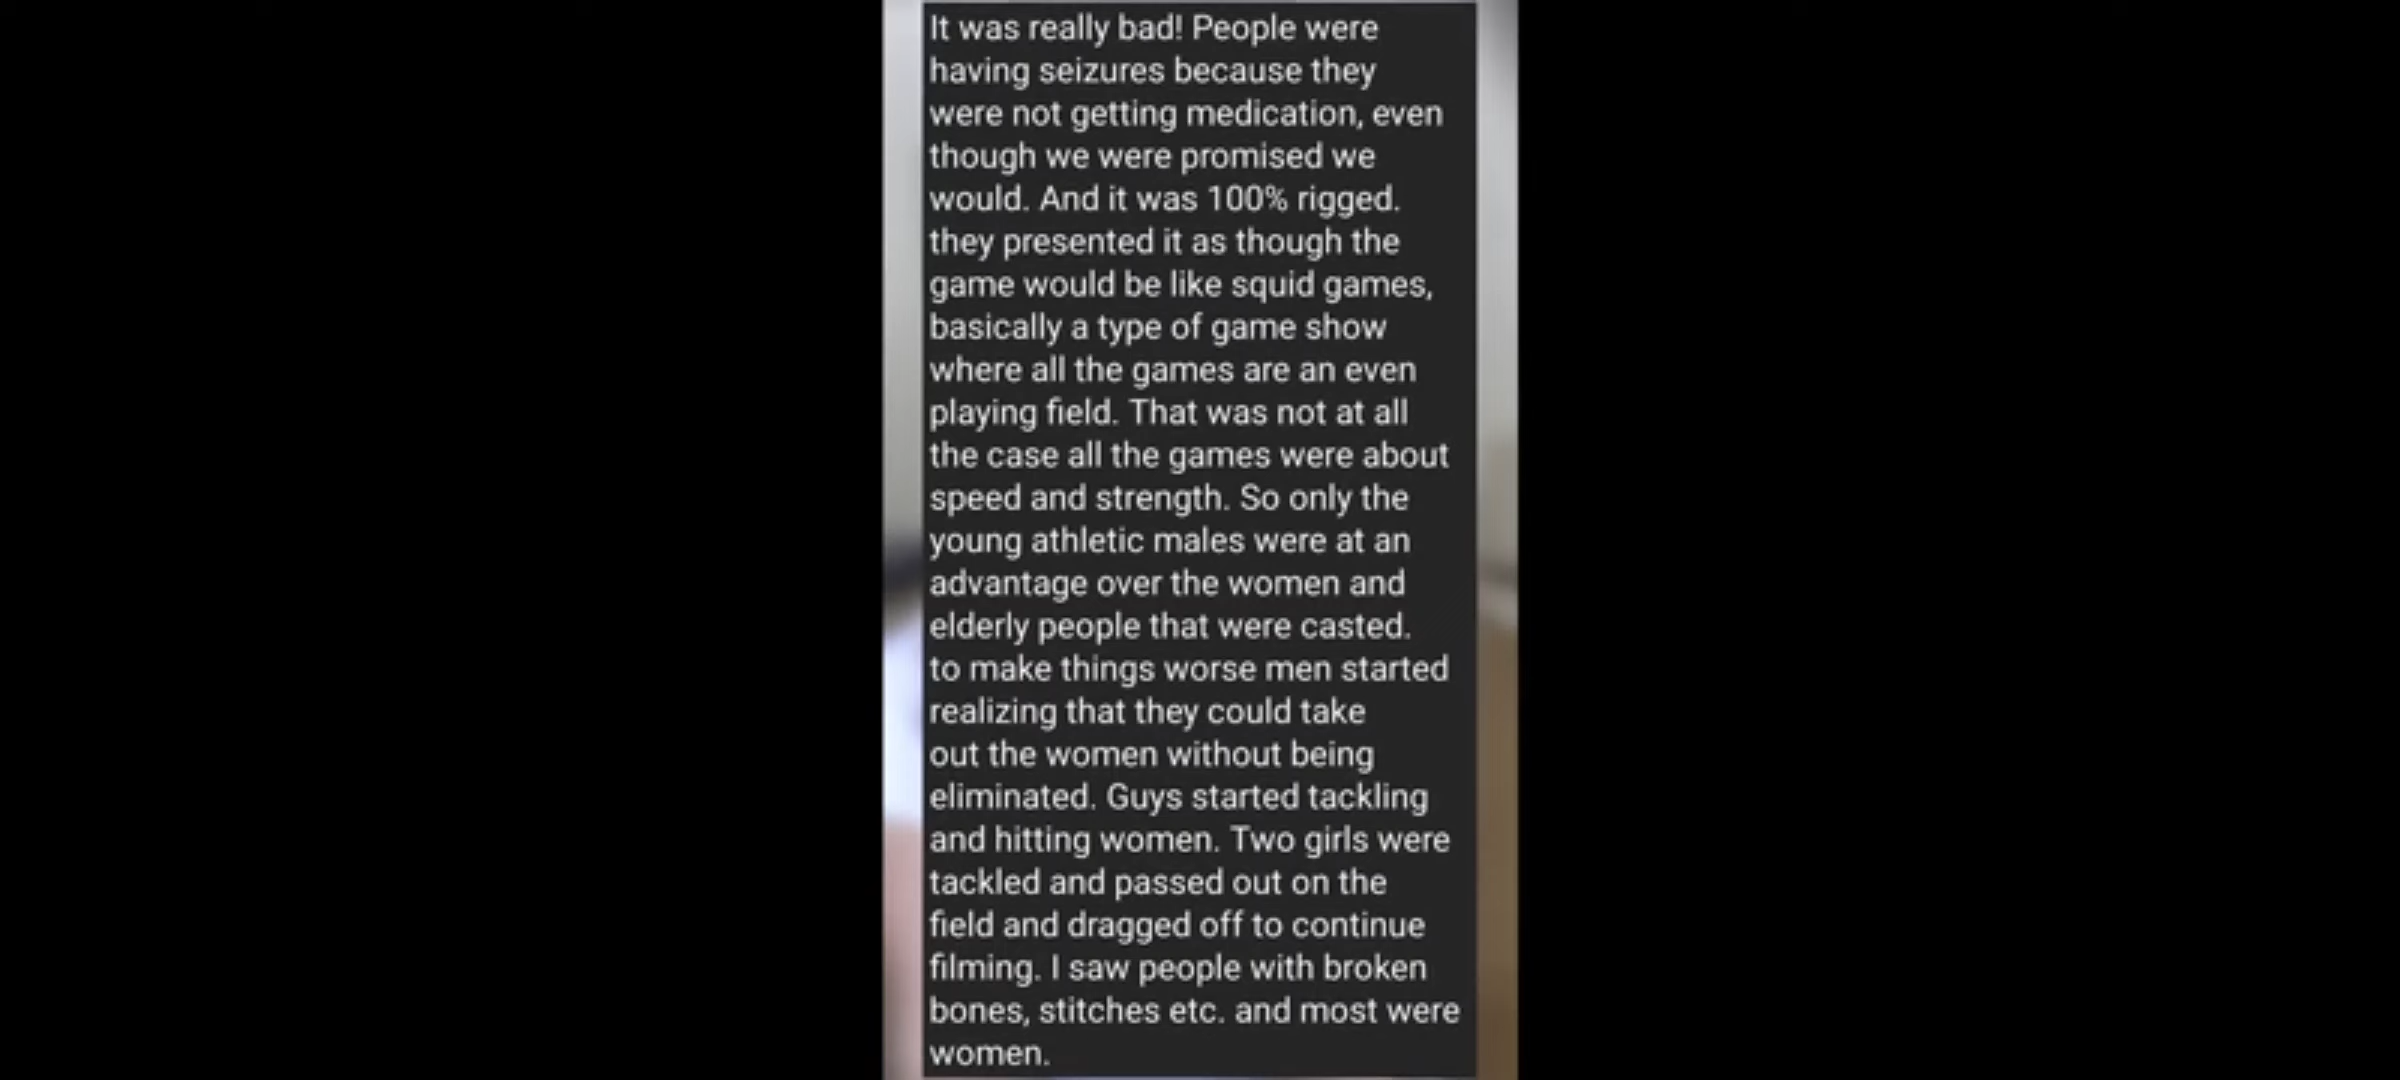 It was really bad! People were
having seizures because they
were not getting medication, even
though we were promised we
would. And it was 100% rigged.
they presented it as though the
game would be like squid games,
basically a type of game show
where all the games are an even
playing field. That was not at all
the case all the games were about
speed and strength. So only the
young athletic males were at an
advantage over the women and
elderly people that were casted.
to make things worse men started
realizing that they could take
out the women without being
eliminated. Guys started tackling
and hitting women. Two girls were
tackled and passed out on the
field and dragged off to continue
filming. I saw people with broken
bones, stitches etc. and most were
women.